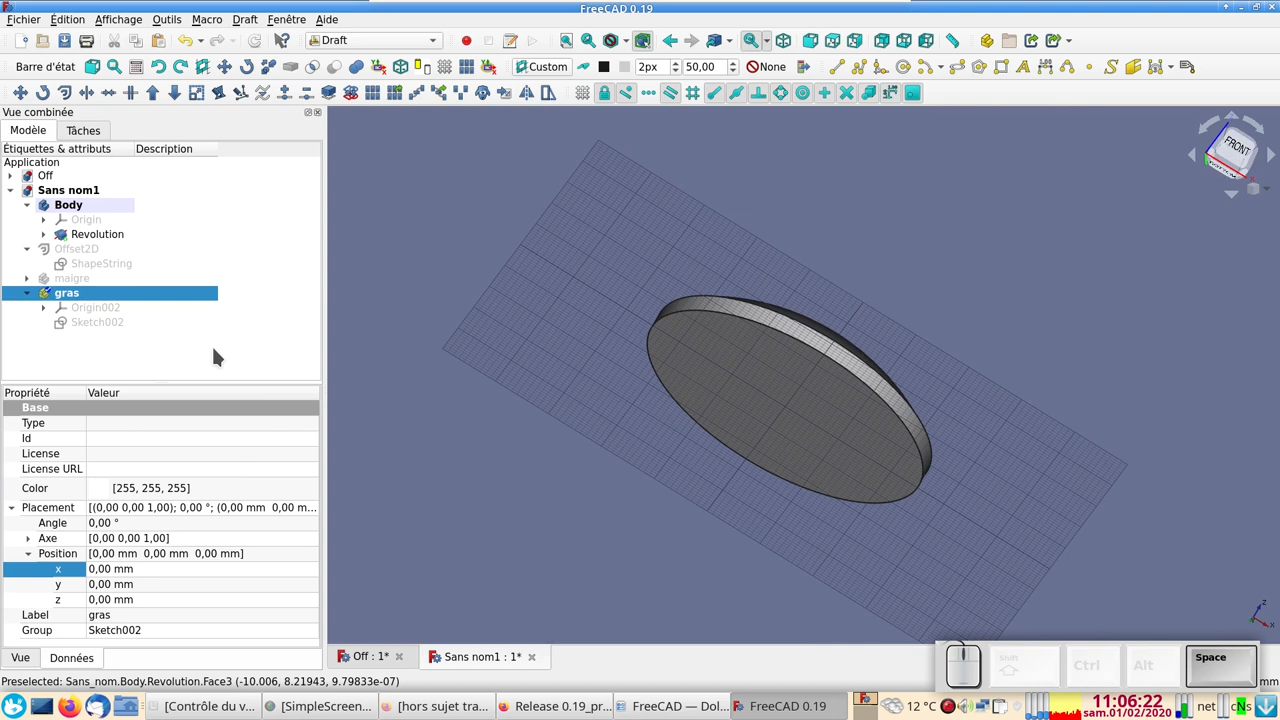 FreeCAD 0.19
Fichier Édition Affichage Outils Macro Draft Fenêtre Aide
Draft
Barre d'état Custom 2px 50,00 None
Vue combinée
Modèle Tâches
Étiquettes & attributs Description
Application
Off
Sans nom1
Body
Origin
Revolution
Offset2D
ShapeString
maigre
gras
Origin002
Sketch002
FRONT
Propriété Valeur
Base
Type
Id
License
License URL
Color [255, 255, 255]
Placement [(0,00 0,00 1,00); 0,00 °; (0,00 mm 0,00 m...
Angle 0,00 °
Axe [0,00 0,00 1,00]
Position [0,00 mm 0,00 mm 0,00 mm]
x 0,00 mm
y 0,00 mm
z 0,00 mm
Label gras
Group Sketch002
Vue Données
Off : 1* Sans nom1 : 1*
Shift Ctrl Alt Space
Preselected: Sans_nom.Body.Revolution.Face3 (-10.006, 8.21943, 9.79833e-07) mm
[Contrôle du v... [SimpleScreen... [hors sujet tra... Release 0.19_pr... FreeCAD — Dol... FreeCAD 0.19 12 °C 11:06:22 net cNs
sam.01/02/2020